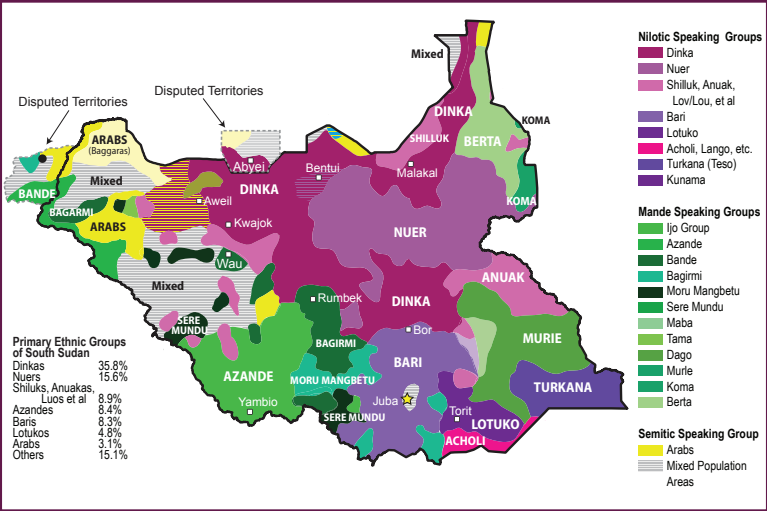 Disputed Territories
Disputed Territories
Mixed
ARABS
(Baggaras)
Mixed
BANDE
BAGARMI
ARABS
Abyei
DINKA
Aweil
Kwajok
Wau
Mixed
SERE
MUNDU
Bentui
DINKA
SHILLUK
Malakal
BERTA
KOMA
KOMA
NUER
ANUAK
DINKA
Rumbek
Bor
BAGIRMI
BARI
MURIE
AZANDE
MORU MANGBETU
TURKANA
Yambio
Juba
SERE MUNDU
Torit
LOTUKO
ACHOLI
Primary Ethnic Groups
of South Sudan
Dinkas 35.8%
Nuers 15.6%
Shiluks, Anuakas,
Luos et al 8.9%
Azandes 8.4%
Baris 8.3%
Lotukos 4.8%
Arabs 3.1%
Others 15.1%
Nilotic Speaking Groups
Dinka
Nuer
Shilluk, Anuak,
Lov/Lou, et al
Bari
Lotuko
Acholi, Lango, etc.
Turkana (Teso)
Kunama
Mande Speaking Groups
Ijo Group
Azande
Bande
Bagirmi
Moru Mangbetu
Sere Mundu
Maba
Tama
Dago
Murle
Koma
Berta
Semitic Speaking Group
Arabs
Mixed Population
Areas